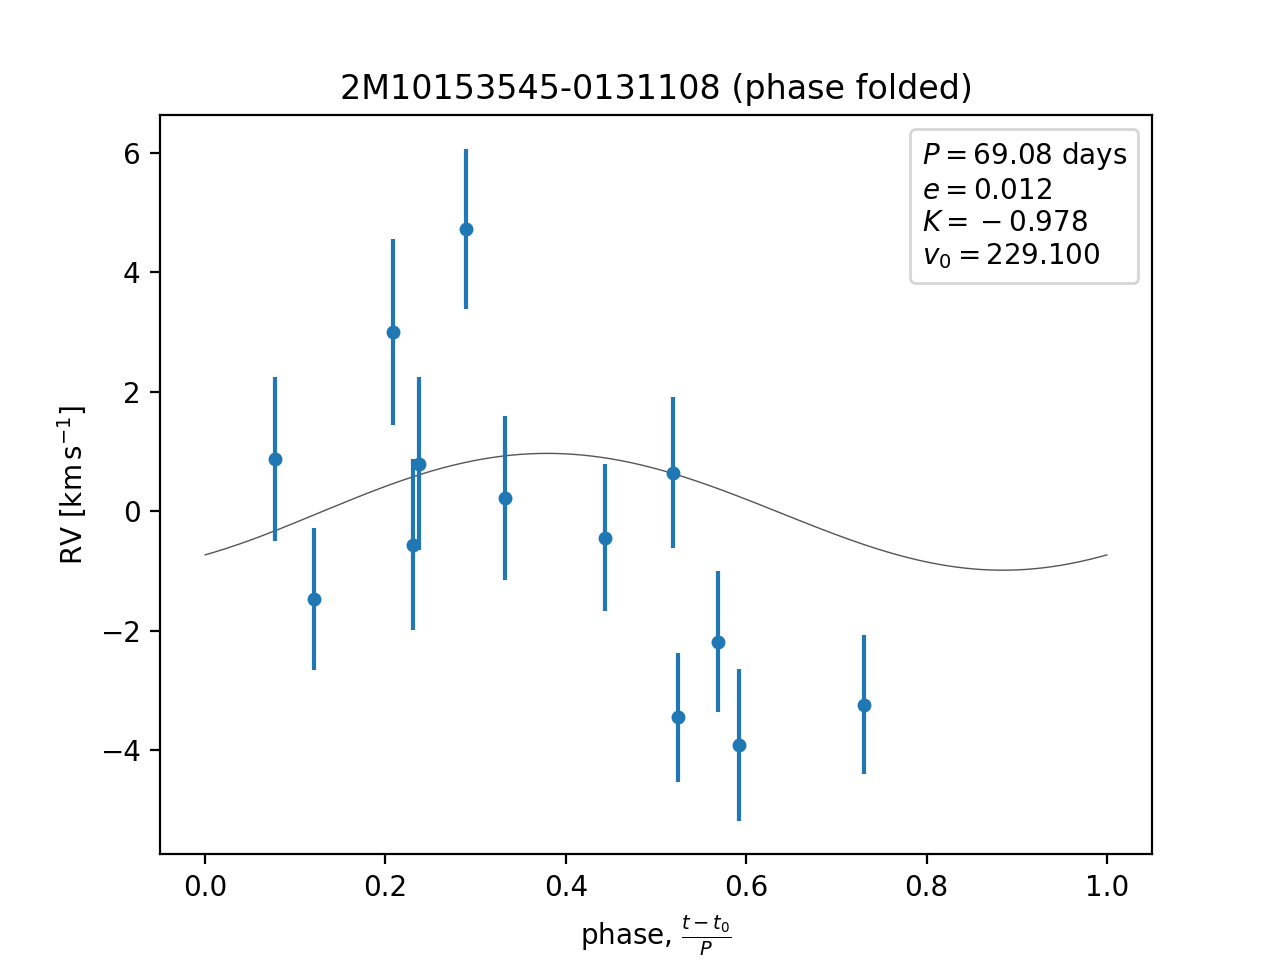 2M10153545-0131108 (phase folded)
P = 69.08 days
e = 0.012
K = −0.978
v₀ = 229.100
RV [km s⁻¹]
6
4
2
0
−2
−4
0.0 0.2 0.4 0.6 0.8 1.0
phase, (t − t₀)/P